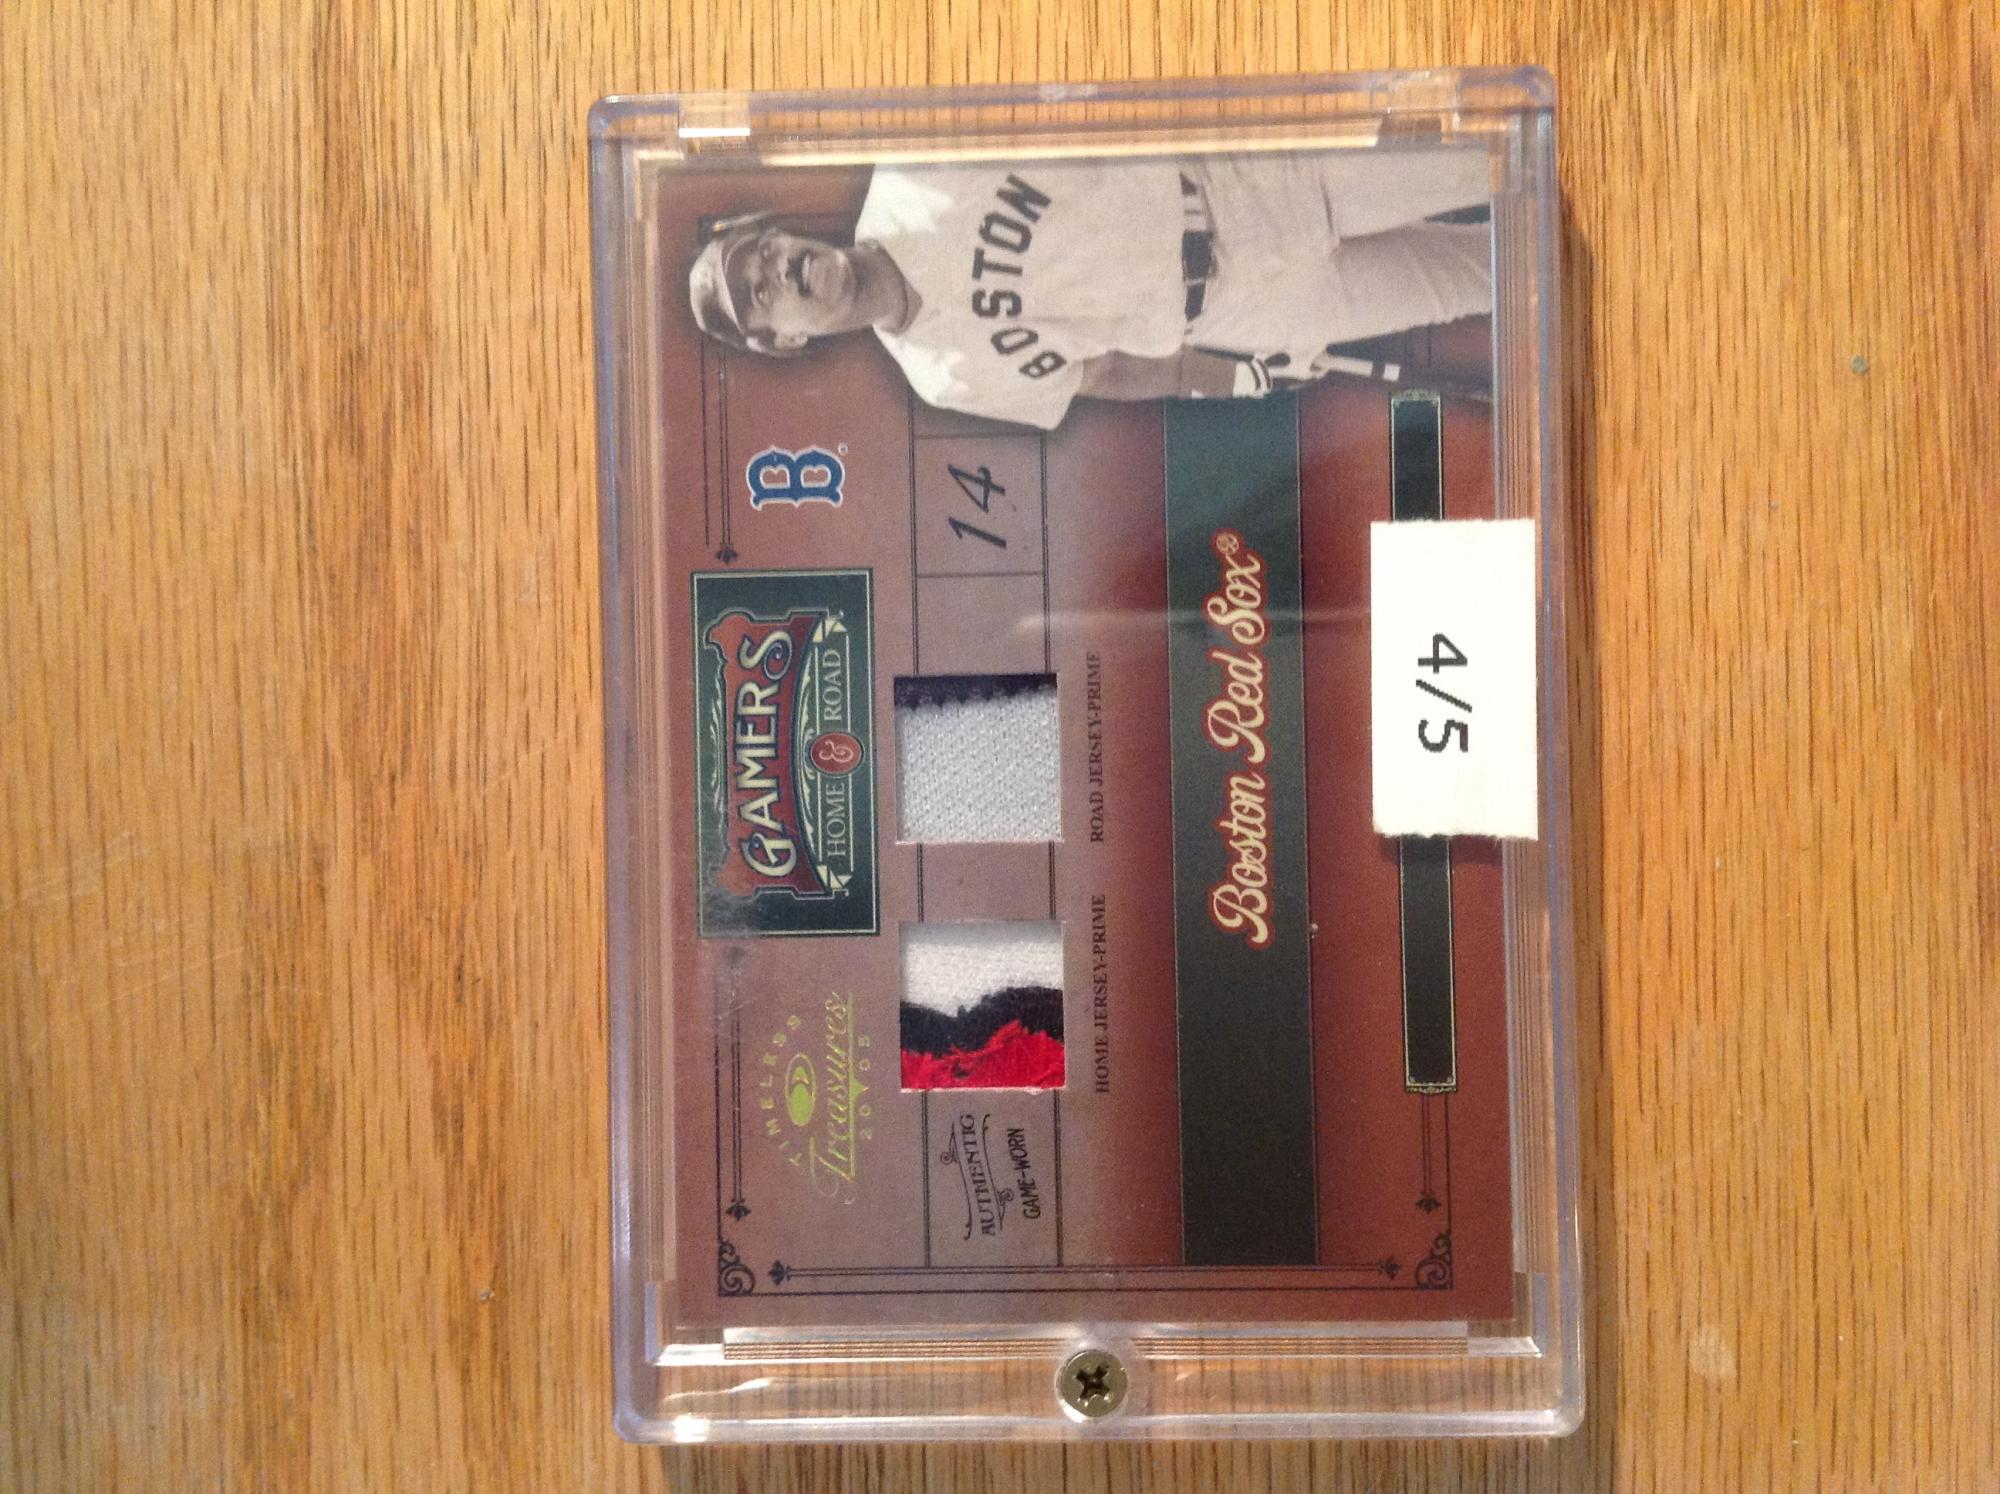 TIMELESS
Treasures
2005
GAMERS
HOME & ROAD
B
AUTHENTIC
GAME-WORN
14
BOSTON
HOME JERSEY-PRIME
ROAD JERSEY-PRIME
Boston Red Sox®
4/5